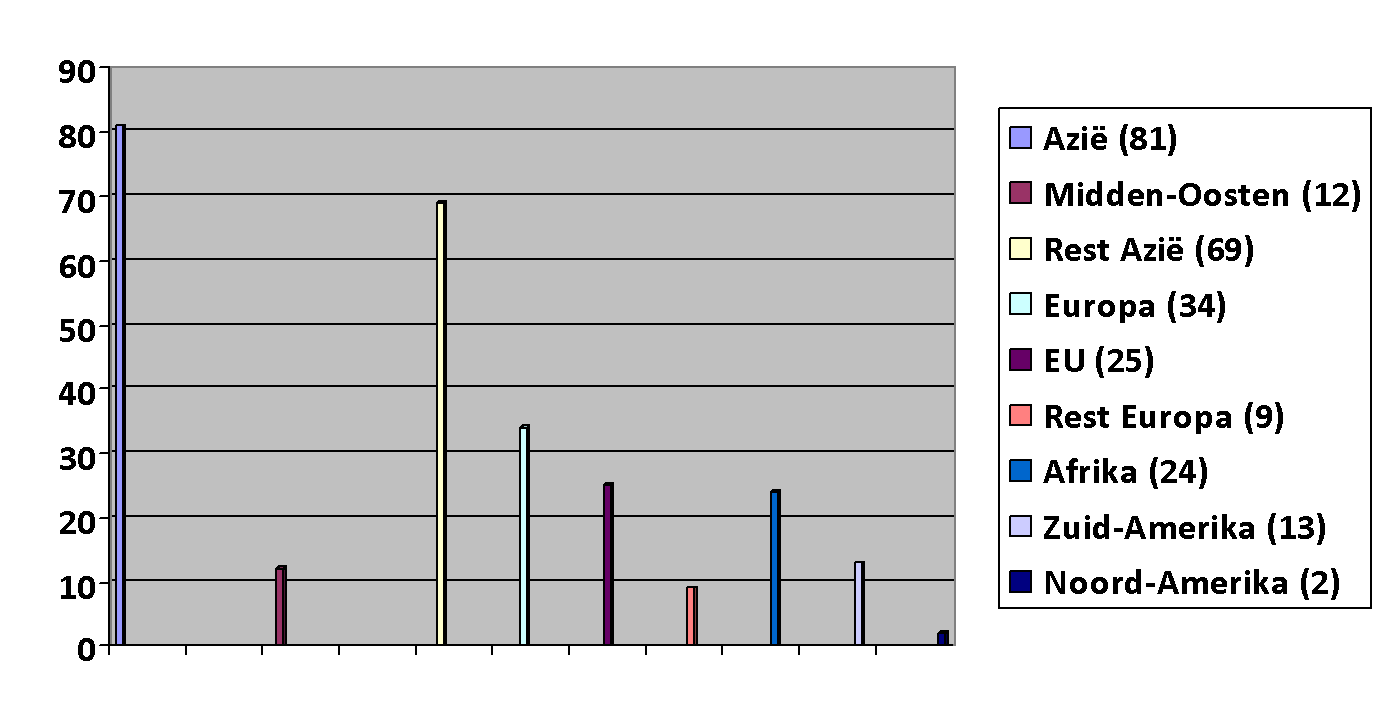 90
80
70
60
50
40
30
20
10
0
Azië (81)
Midden-Oosten (12)
Rest Azië (69)
Europa (34)
EU (25)
Rest Europa (9)
Afrika (24)
Zuid-Amerika (13)
Noord-Amerika (2)